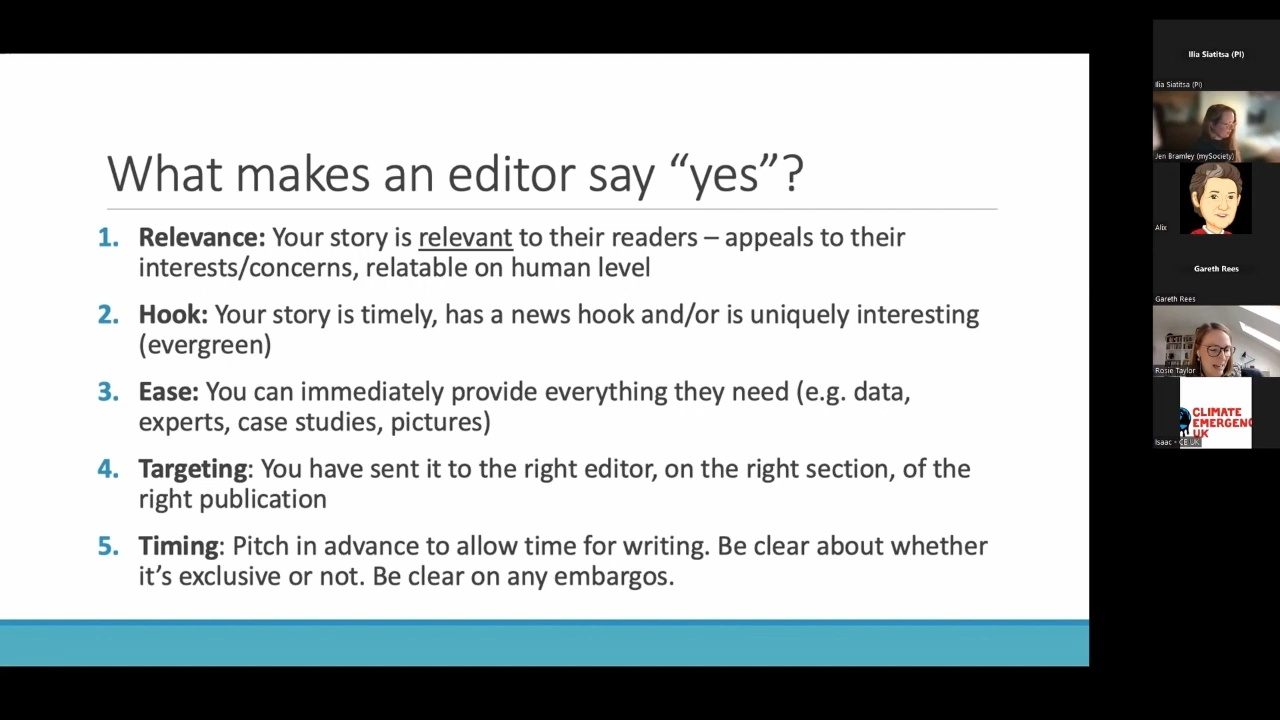 What makes an editor say “yes”?
1. Relevance: Your story is relevant to their readers – appeals to their
interests/concerns, relatable on human level
2. Hook: Your story is timely, has a news hook and/or is uniquely interesting
(evergreen)
3. Ease: You can immediately provide everything they need (e.g. data,
experts, case studies, pictures)
4. Targeting: You have sent it to the right editor, on the right section, of the
right publication
5. Timing: Pitch in advance to allow time for writing. Be clear about whether
it’s exclusive or not. Be clear on any embargos.
Ilia Siatitsa (PI)
Ilia Siatitsa (PI)
Jen Bramley (mySociety)
Alix
Gareth Rees
Gareth Rees
Rosie Taylor
CLIMATE
EMERGENC
UK
Isaac - CE UK